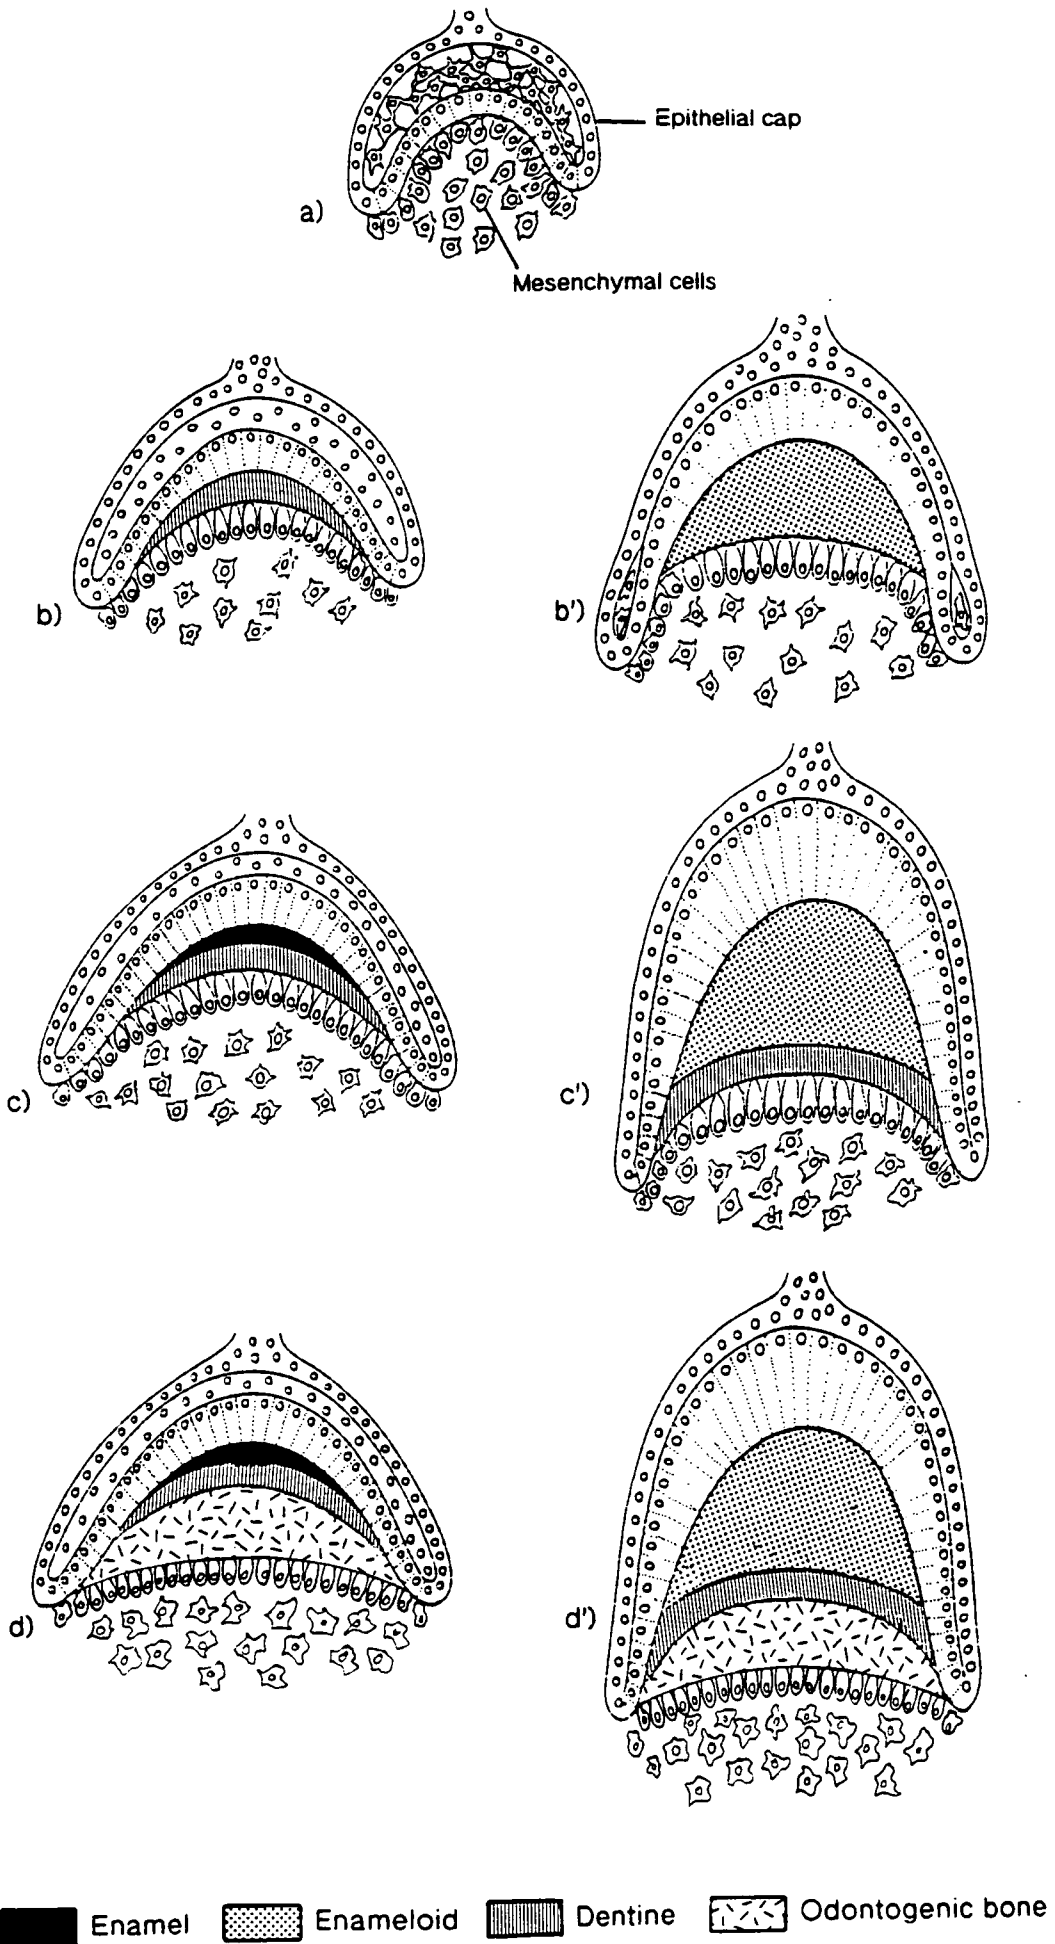 Epithelial cap
a)
Mesenchymal cells
b)
b')
c)
c')
d)
d')
Enamel
Enameloid
Dentine
Odontogenic bone